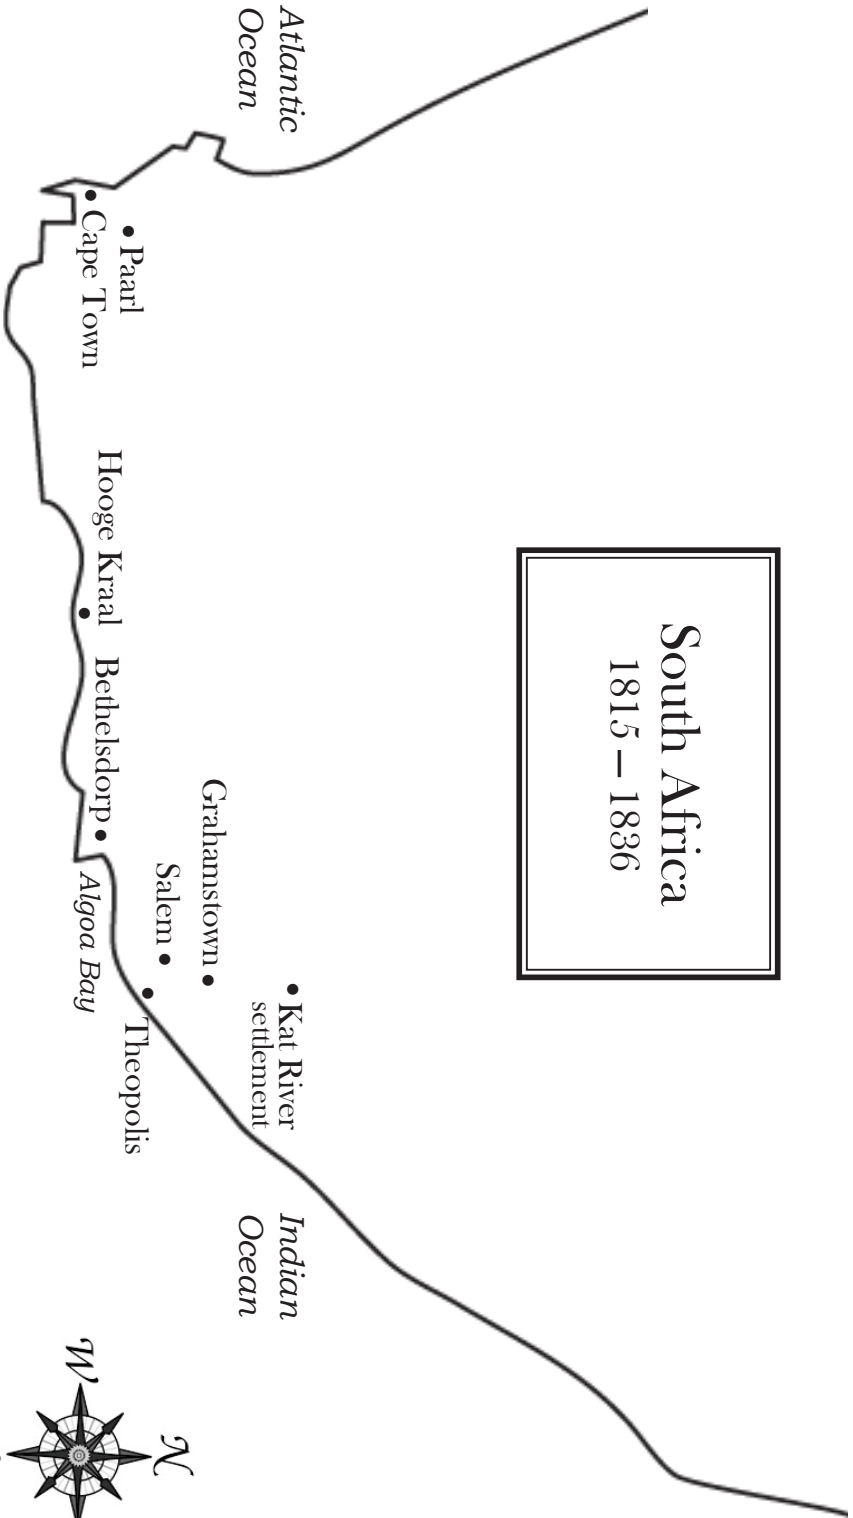 South Africa
1815 – 1836
Atlantic
Ocean
Kat River
settlement
Indian
Ocean
Grahamstown
Salem
Paarl
Cape Town
Hooge Kraal
Bethelsdorp
Theopolis
Algoa Bay
N
W